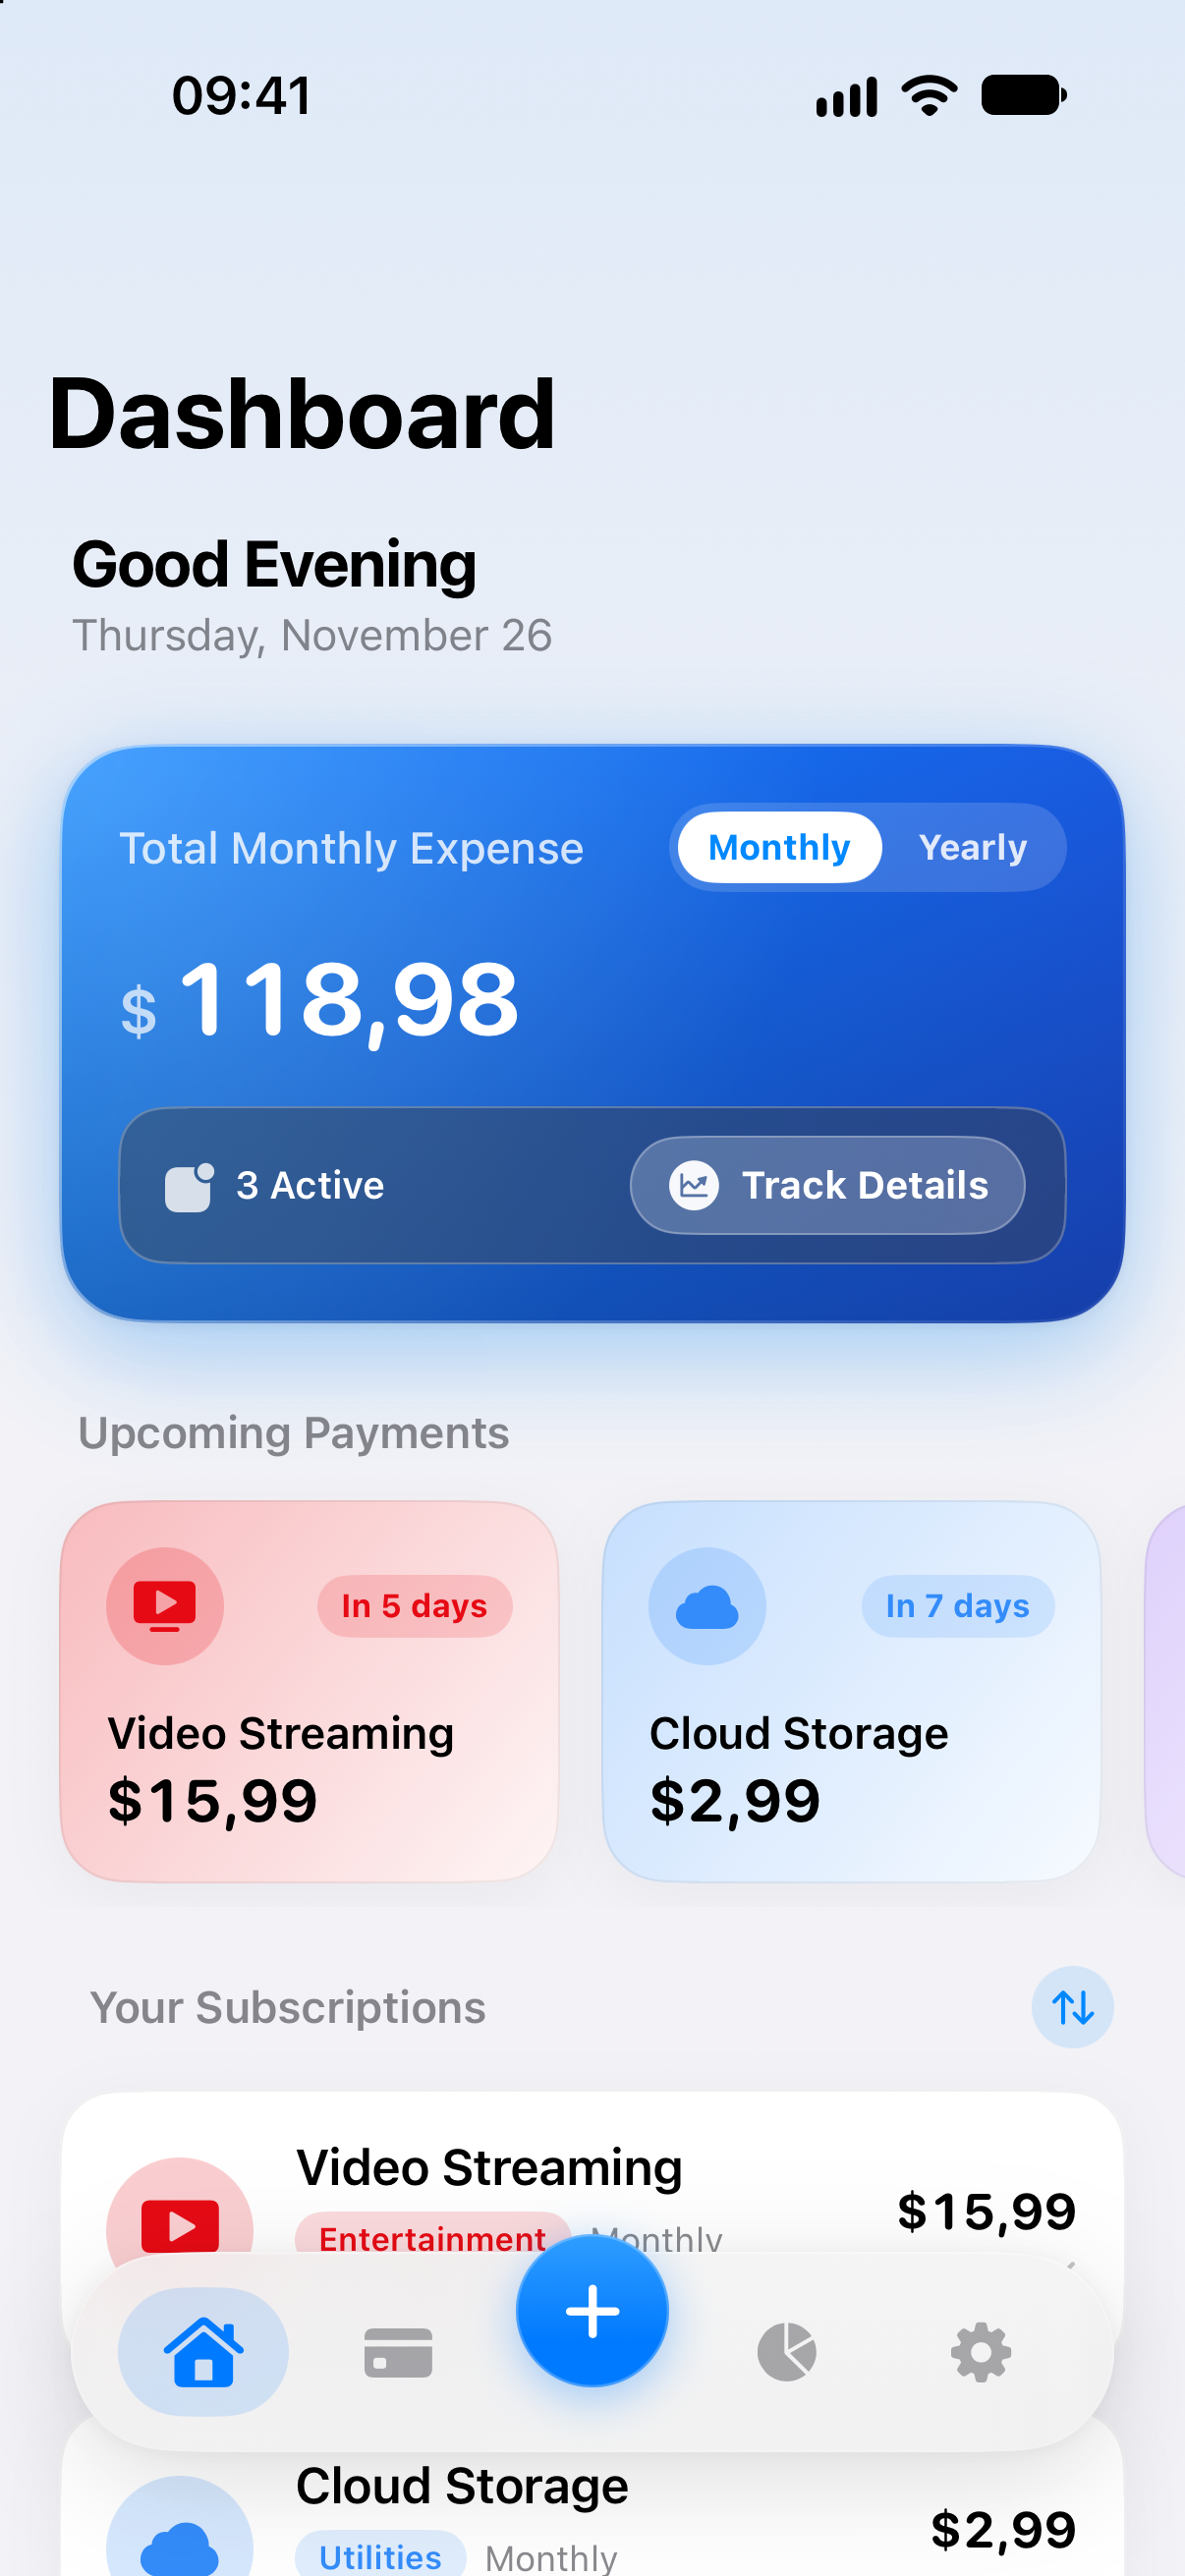 09:41
Dashboard
Good Evening
Thursday, November 26
Total Monthly Expense
Monthly
Yearly
$ 118,98
3 Active
Track Details
Upcoming Payments
In 5 days
Video Streaming
$15,99
In 7 days
Cloud Storage
$2,99
Your Subscriptions
Video Streaming
Entertainment
Monthly
$15,99
Cloud Storage
Utilities
Monthly
$2,99